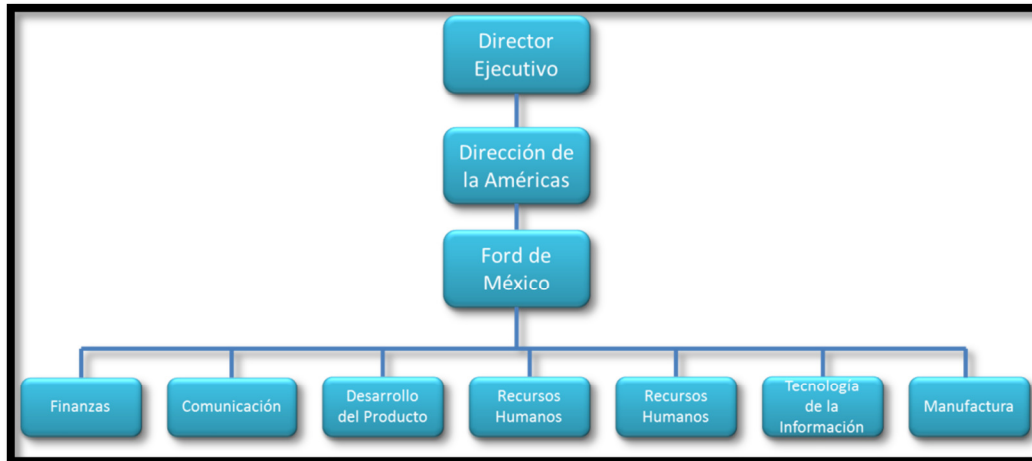 Director
Ejecutivo
Dirección de
la Américas
Ford de
México
Finanzas
Comunicación
Desarrollo
del Producto
Recursos
Humanos
Recursos
Humanos
Tecnología
de la
Información
Manufactura